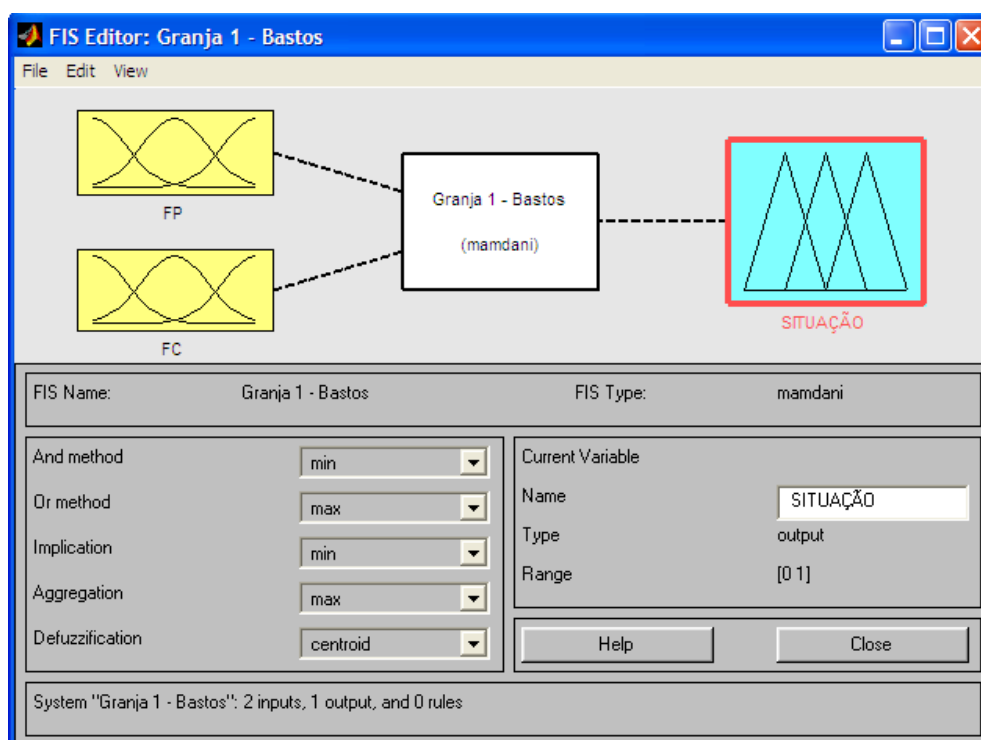 FIS Editor: Granja 1 - Bastos
File Edit View
FP
Granja 1 - Bastos
(mamdani)
FC
SITUAÇÃO
FIS Name: Granja 1 - Bastos FIS Type: mamdani
And method min
Or method max
Implication min
Aggregation max
Defuzzification centroid
Current Variable
Name SITUAÇÃO
Type output
Range [0 1]
Help Close
System "Granja 1 - Bastos": 2 inputs, 1 output, and 0 rules